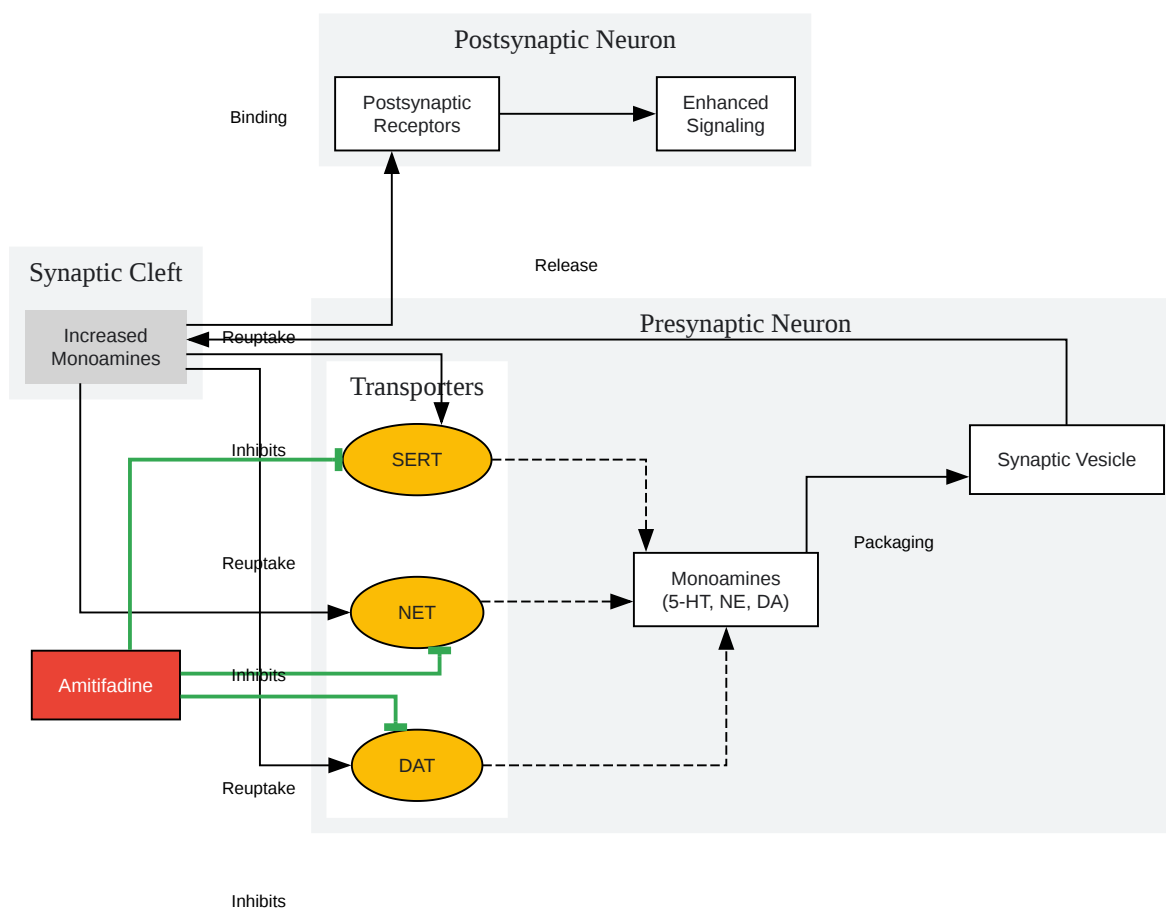 Postsynaptic Neuron
Postsynaptic
Receptors
Enhanced
Signaling
Binding
Release
Synaptic Cleft
Increased
Monoamines
Reuptake
Presynaptic Neuron
Transporters
Inhibits
SERT
Synaptic Vesicle
Packaging
Reuptake
Monoamines
(5-HT, NE, DA)
NET
Inhibits
Amitifadine
DAT
Reuptake
Inhibits